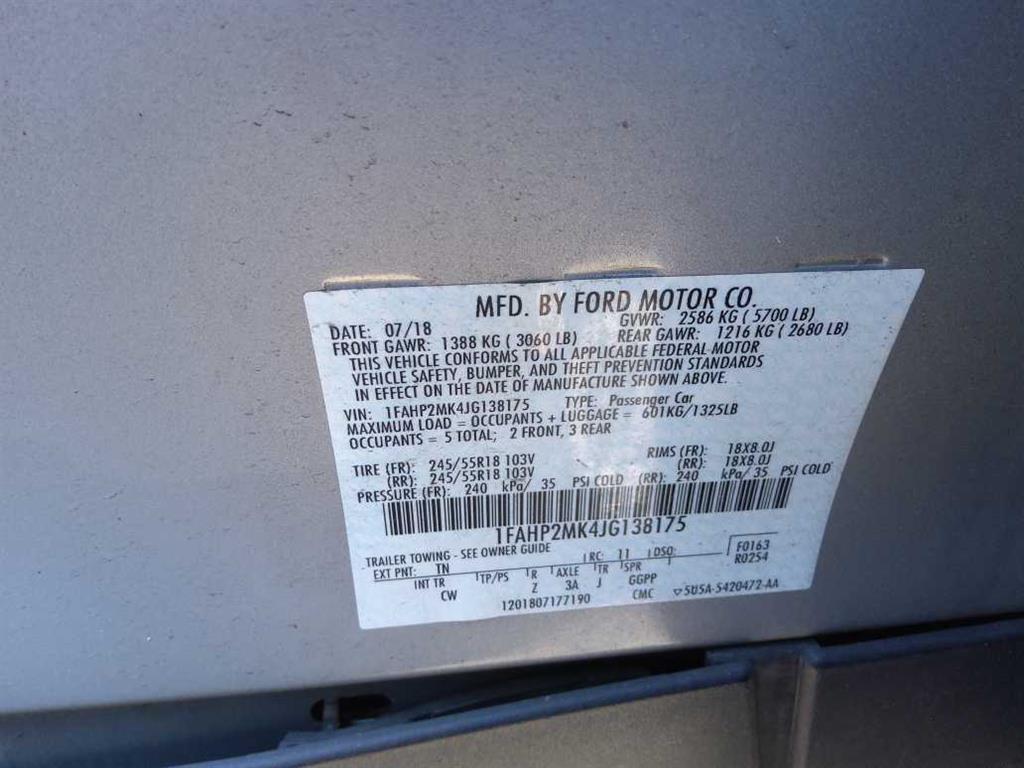 MFD. BY FORD MOTOR CO.
DATE: 07/18 GVWR: 2586 KG ( 5700 LB)
FRONT GAWR: 1388 KG ( 3060 LB) REAR GAWR: 1216 KG ( 2680 LB)
THIS VEHICLE CONFORMS TO ALL APPLICABLE FEDERAL MOTOR
VEHICLE SAFETY, BUMPER, AND THEFT PREVENTION STANDARDS
IN EFFECT ON THE DATE OF MANUFACTURE SHOWN ABOVE.
VIN: 1FAHP2MK4JG138175 TYPE: Passenger Car
MAXIMUM LOAD = OCCUPANTS + LUGGAGE = 601KG/1325LB
OCCUPANTS = 5 TOTAL; 2 FRONT, 3 REAR
TIRE (FR): 245/55R18 103V RIMS (FR): 18X8.0J
(RR): 245/55R18 103V (RR): 18X8.0J
PRESSURE (FR): 240 kPa/ 35 PSI COLD (RR): 240 kPa/ 35 PSI COLD
1FAHP2MK4JG138175
TRAILER TOWING - SEE OWNER GUIDE
EXT PNT: TN RC: 11 DSO: F0163
R0254
INT TR TP/PS R AXLE TR SPR
CW Z 3A J GGPP
1201807177190 CMC ▽5U5A-5420472-AA